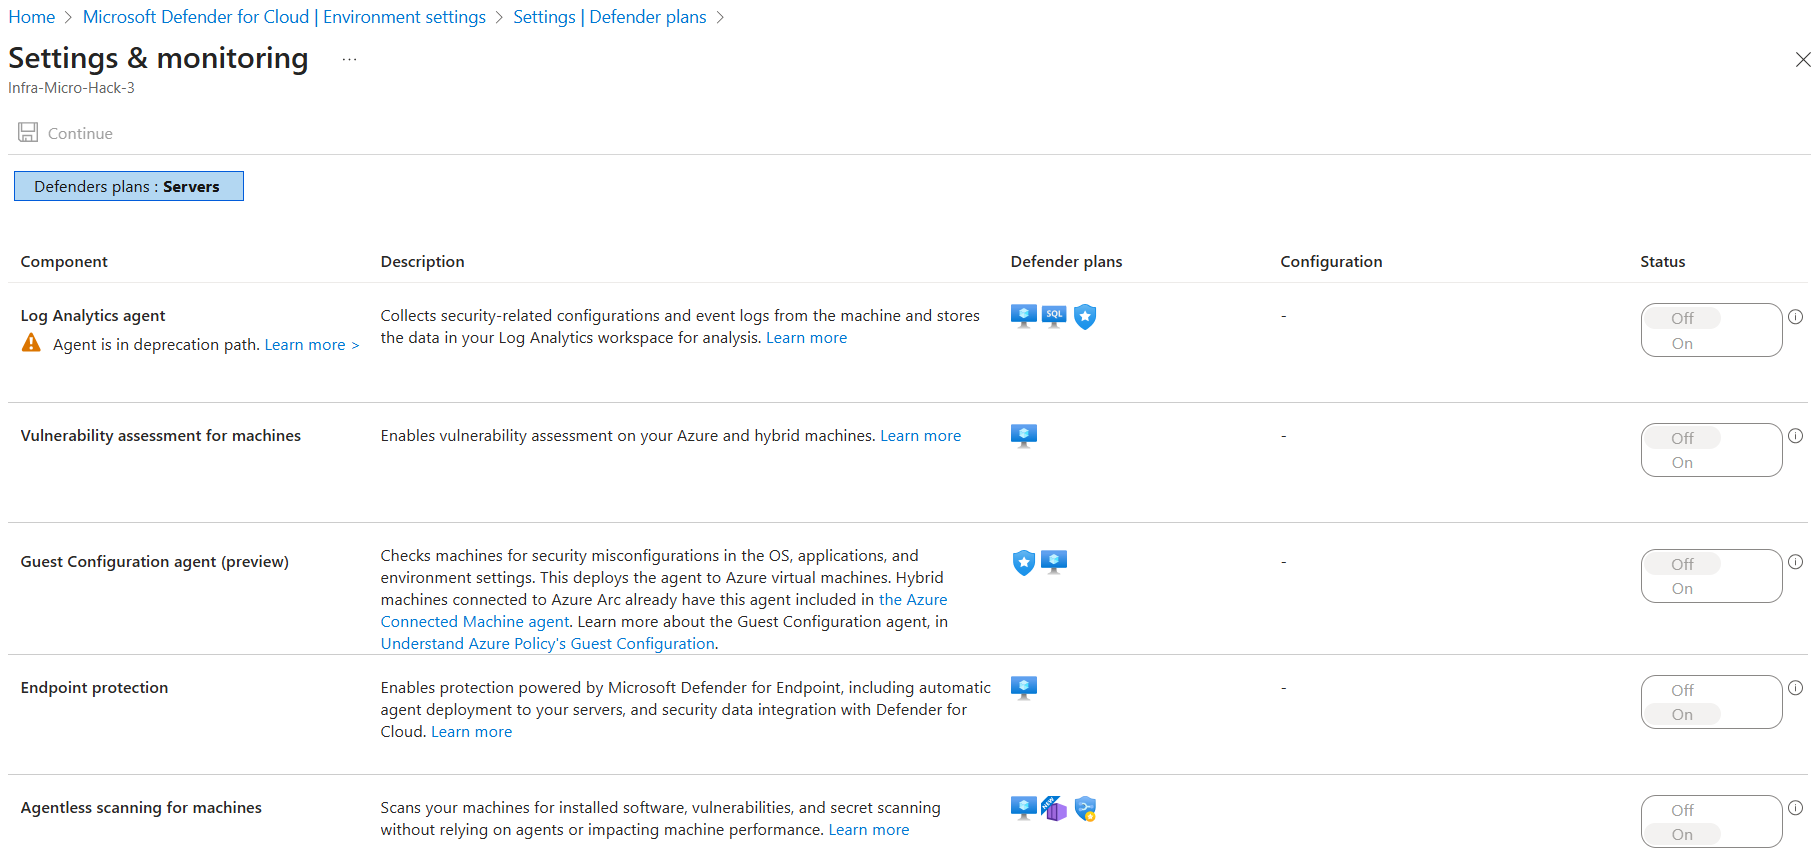 Home > Microsoft Defender for Cloud | Environment settings > Settings | Defender plans >
Settings & monitoring ...
Infra-Micro-Hack-3
Continue
Defenders plans : Servers
Component Description Defender plans Configuration Status
Log Analytics agent
Agent is in deprecation path. Learn more >
Collects security-related configurations and event logs from the machine and stores
the data in your Log Analytics workspace for analysis. Learn more
SQL
-
Off
On
Vulnerability assessment for machines
Enables vulnerability assessment on your Azure and hybrid machines. Learn more
-
Off
On
Guest Configuration agent (preview)
Checks machines for security misconfigurations in the OS, applications, and
environment settings. This deploys the agent to Azure virtual machines. Hybrid
machines connected to Azure Arc already have this agent included in the Azure
Connected Machine agent. Learn more about the Guest Configuration agent, in
Understand Azure Policy's Guest Configuration.
-
Off
On
Endpoint protection
Enables protection powered by Microsoft Defender for Endpoint, including automatic
agent deployment to your servers, and security data integration with Defender for
Cloud. Learn more
-
Off
On
Agentless scanning for machines
Scans your machines for installed software, vulnerabilities, and secret scanning
without relying on agents or impacting machine performance. Learn more
Off
On